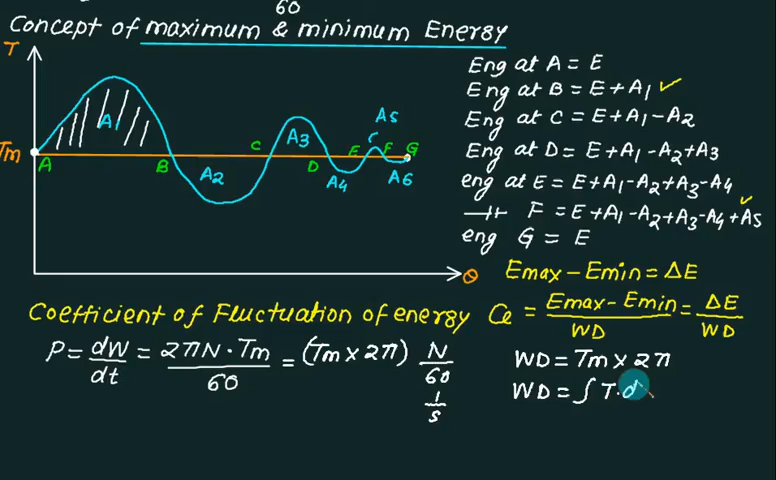 60
Concept of maximum & minimum Energy
T
Tm
A
A1
B
A2
C
A3
D
A4
E
A5
F
A6
G
θ
Eng at A = E
Eng at B = E+A1 ✓
Eng at C = E+A1-A2
Eng at D = E+A1-A2+A3
eng at E = E+A1-A2+A3-A4
F = E+A1-A2+A3-A4+A5 ✓
eng G = E
Emax - Emin = ΔE
Coefficient of Fluctuation of energy Ce = (Emax - Emin)/WD = ΔE/WD
P = dW/dt = 2πN·Tm/60 = (Tm×2π) N/60
1/s
WD = Tm × 2π
WD = ∫T.d